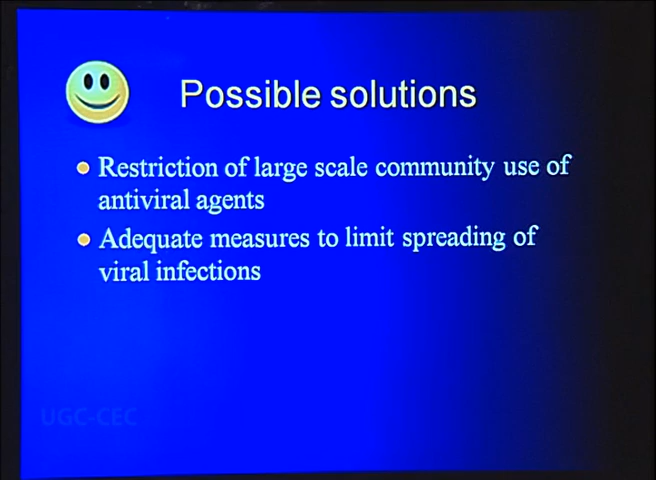 Possible solutions
Restriction of large scale community use of
antiviral agents
Adequate measures to limit spreading of
viral infections
UGC-CEC